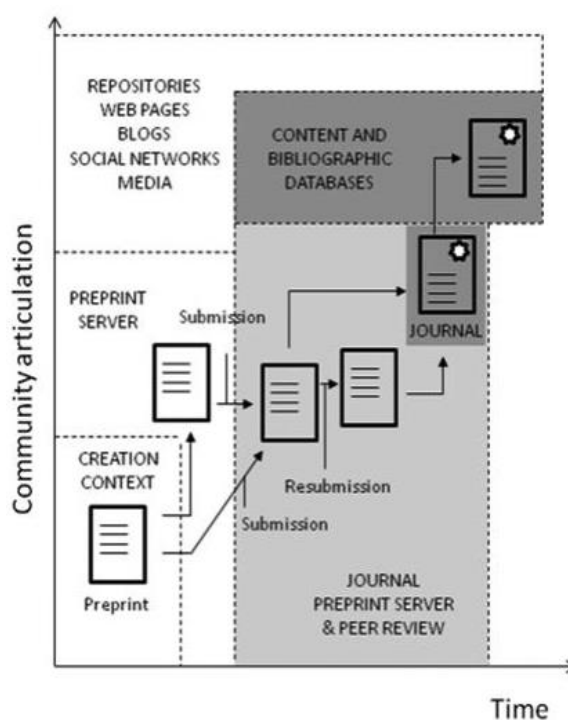 Community articulation
REPOSITORIES
WEB PAGES
BLOGS
SOCIAL NETWORKS
MEDIA
CONTENT AND
BIBLIOGRAPHIC
DATABASES
PREPRINT
SERVER
Submission
JOURNAL
CREATION
CONTEXT
Preprint
Resubmission
Submission
JOURNAL
PREPRINT SERVER
& PEER REVIEW
Time